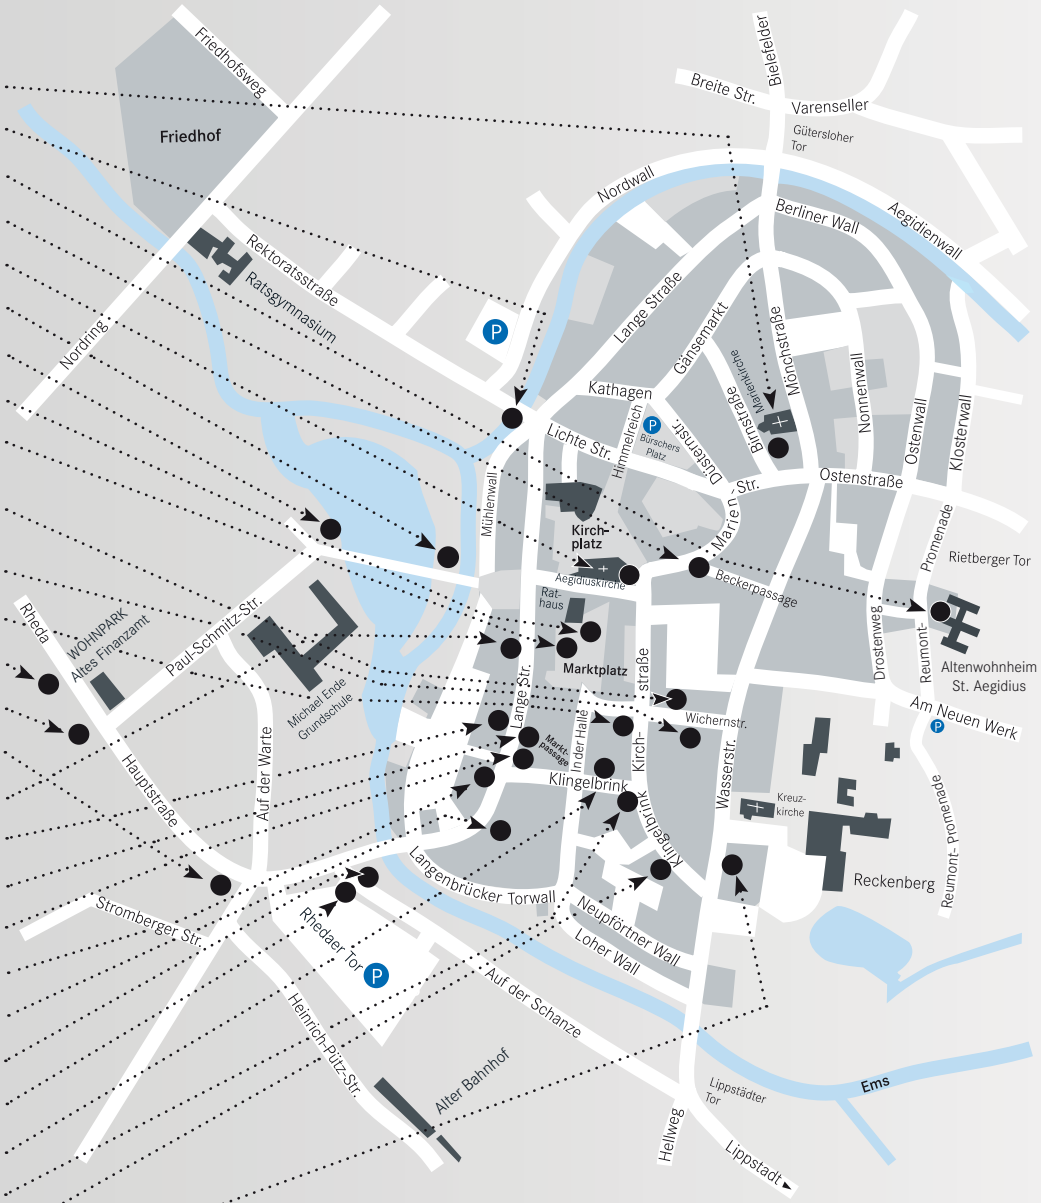 Bielefelder
Friedhofsweg
Breite Str.
Varenseller
Gütersloher
Tor
Friedhof
Nordwall
Aegidienwall
Berliner Wall
Rektoratsstraße
Ratsgymnasium
Nordring
P
Lange Straße
Gänsemarkt
Mönchstraße
Marienkirche
Birnstraße
Nonnenwall
Ostenwall
Klosterwall
Kathagen
P
Bürschers
Platz
Düsternstr.
Himmelreich
Lichte Str.
Marien-Str.
Ostenstraße
Mühlenwall
Kirch-
platz
Promenade
Reumont-
Rietberger Tor
Aegidiuskirche
Beckerpassage
Rat-
haus
Rheda
WOHNPARK
Altes Finanzamt
Paul-Schmitz-Str.
Michael Ende
Grundschule
Marktplatz
Drostenweg
Altenwohnheim
St. Aegidius
Lange Str.
Kirch-
straße
Wichernstr.
Am Neuen Werk
P
In der Halle
Markt-
passage
Klingelbrink
Klingelbrink
Wasserstr.
Kreuz-
kirche
Hauptstraße
Auf der Warte
Reumont-Promenade
Reckenberg
Langenbrücker Torwall
Neupförtner Wall
Loher Wall
Stromberger Str.
Rhedaer Tor
P
Auf der Schanze
Heinrich-Pütz-Str.
Alter Bahnhof
Ems
Lippstädter
Tor
Hellweg
Lippstadt